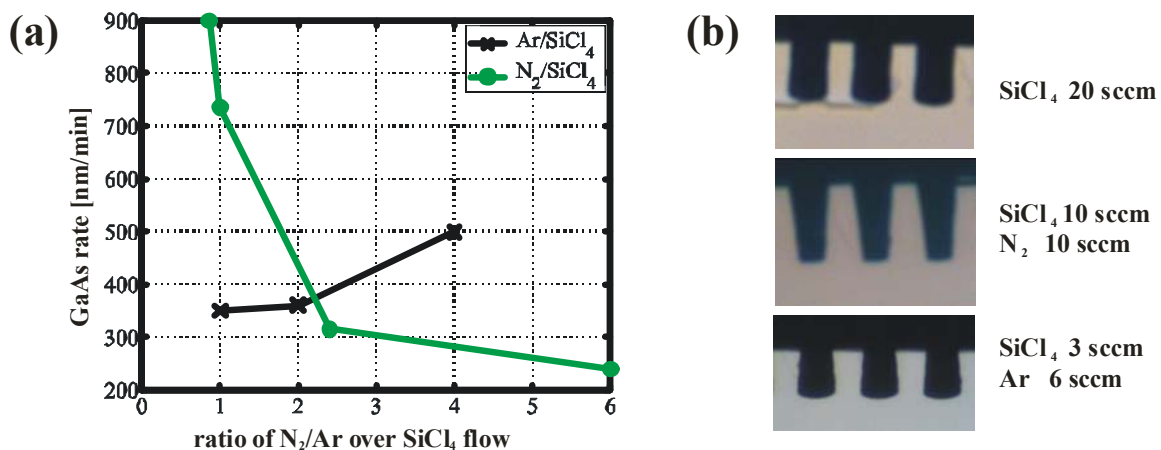 (a)
GaAs rate [nm/min]
900
800
700
600
500
400
300
200
0 1 2 3 4 5 6
ratio of N₂/Ar over SiCl₄ flow
Ar/SiCl₄
N₂/SiCl₄
(b)
SiCl₄ 20 sccm
SiCl₄ 10 sccm
N₂ 10 sccm
SiCl₄ 3 sccm
Ar 6 sccm